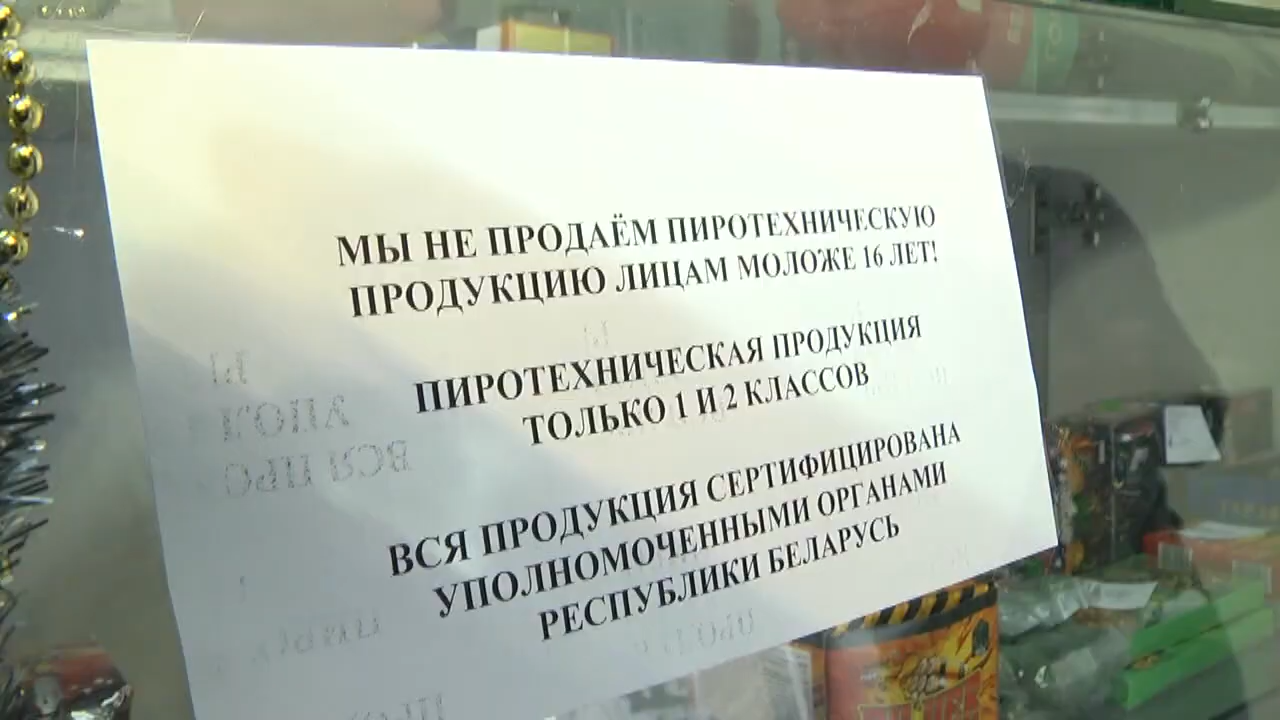 МЫ НЕ ПРОДАЁМ ПИРОТЕХНИЧЕСКУЮ
ПРОДУКЦИЮ ЛИЦАМ МОЛОЖЕ 16 ЛЕТ!
ПИРОТЕХНИЧЕСКАЯ ПРОДУКЦИЯ
ТОЛЬКО 1 И 2 КЛАССОВ
ВСЯ ПРОДУКЦИЯ СЕРТИФИЦИРОВАНА
УПОЛНОМОЧЕННЫМИ ОРГАНАМИ
РЕСПУБЛИКИ БЕЛАРУСЬ